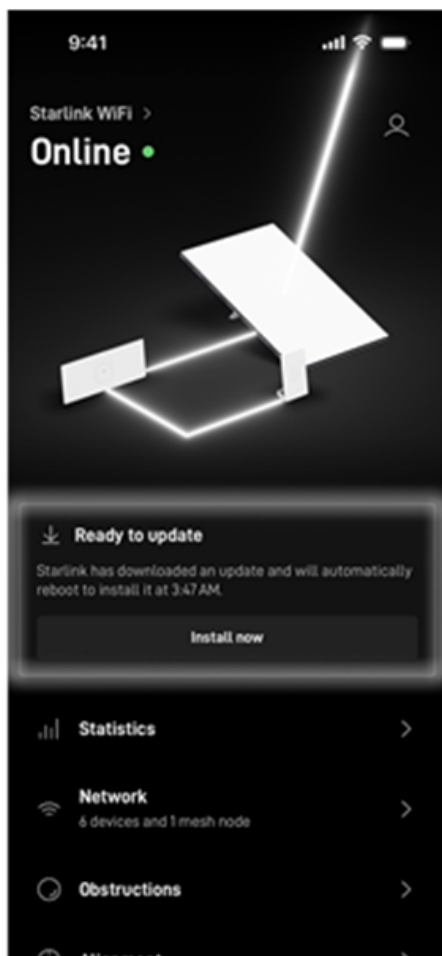 9:41
Starlink WiFi >
Online
Ready to update
Starlink has downloaded an update and will automatically
reboot to install it at 3:47 AM.
Install now
Statistics
Network
6 devices and 1 mesh node
Obstructions